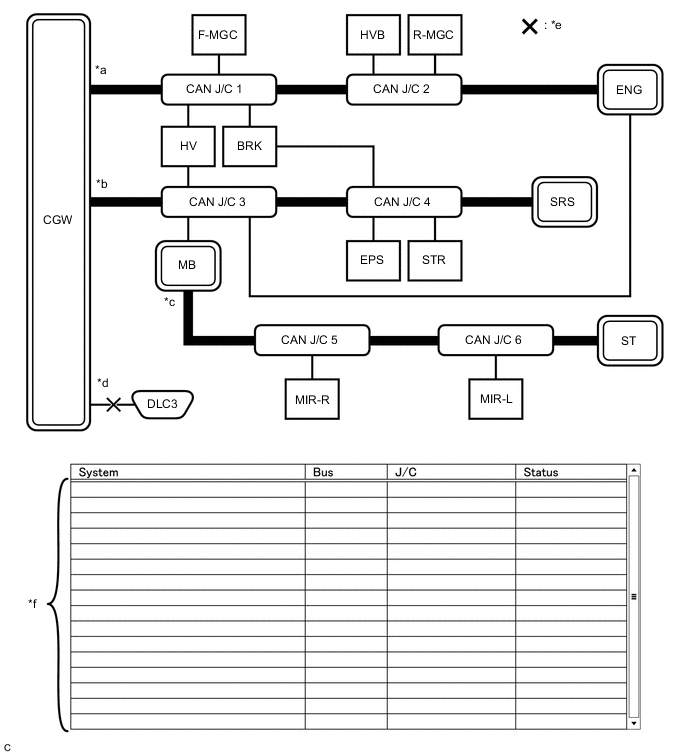 F-MGC
HVB
R-MGC
: *e
*a
CAN J/C 1
CAN J/C 2
ENG
HV
BRK
*b
CAN J/C 3
CAN J/C 4
SRS
CGW
MB
EPS
STR
*c
CAN J/C 5
CAN J/C 6
ST
*d
DLC3
MIR-R
MIR-L
System Bus J/C Status
*f
C